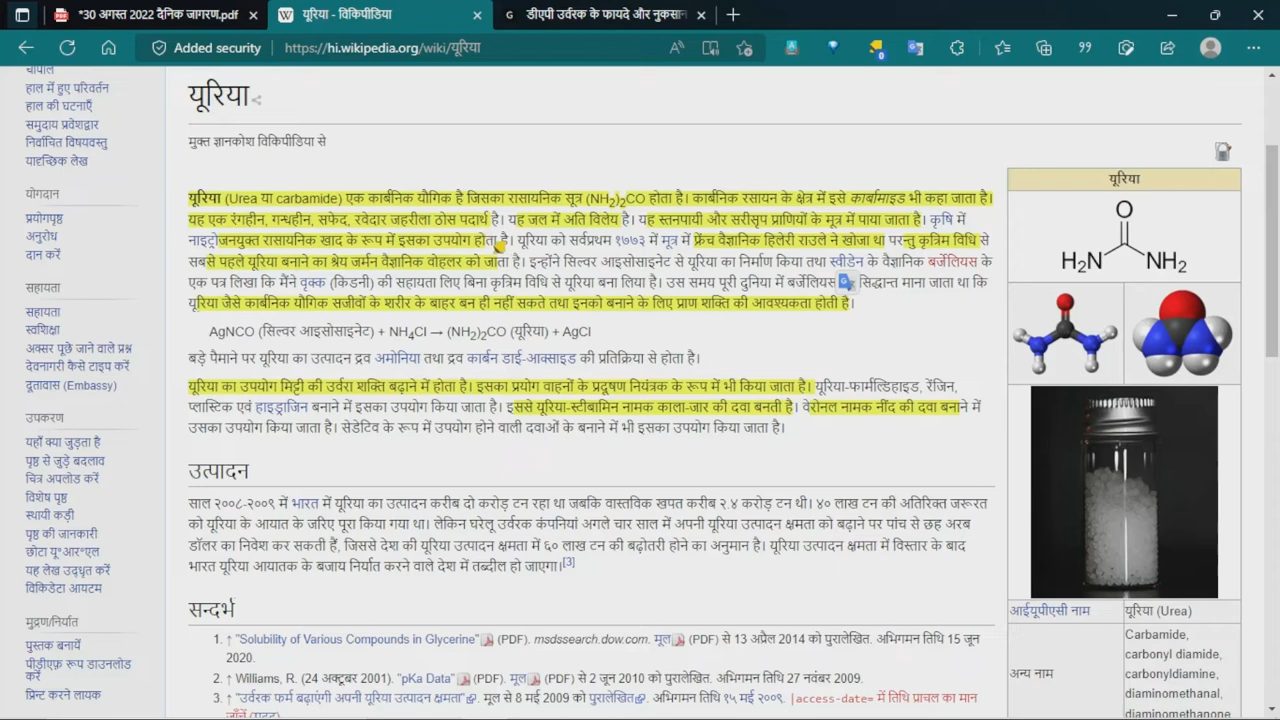 *30 अगस्त 2022 दैनिक जागरण.pdf
यूरिया - विकिपीडिया
डीएपी उर्वरक के फायदे और नुकसान
Added security
https://hi.wikipedia.org/wiki/यूरिया
चौपाल
हाल में हुए परिवर्तन
हाल की घटनाएँ
समुदाय प्रवेशद्वार
निर्वाचित विषयवस्तु
यादृच्छिक लेख
योगदान
प्रयोगपृष्ठ
अनुरोध
दान करें
सहायता
सहायता
स्वशिक्षा
अक्सर पूछे जाने वाले प्रश्न
देवनागरी कैसे टाइप करें
दूतावास (Embassy)
उपकरण
यहाँ क्या जुड़ता है
पृष्ठ से जुड़े बदलाव
चित्र अपलोड करें
विशेष पृष्ठ
स्थायी कड़ी
पृष्ठ की जानकारी
छोटा यू॰आर॰एल
यह लेख उद्धृत करें
विकिडेटा आयटम
मुद्रण/निर्यात
पुस्तक बनायें
पीडीएफ़ रूप डाउनलोड
करें
प्रिन्ट करने लायक
यूरिया
मुक्त ज्ञानकोश विकिपीडिया से
यूरिया (Urea या carbamide) एक कार्बनिक यौगिक है जिसका रासायनिक सूत्र (NH2)2CO होता है। कार्बनिक रसायन के क्षेत्र में इसे कार्बामाइड भी कहा जाता है।
यह एक रंगहीन, गन्धहीन, सफेद, रवेदार जहरीला ठोस पदार्थ है। यह जल में अति विलेय है। यह स्तनपायी और सरीसृप प्राणियों के मूत्र में पाया जाता है। कृषि में
नाइट्रोजनयुक्त रासायनिक खाद के रूप में इसका उपयोग होता है। यूरिया को सर्वप्रथम १७७३ में मूत्र में फ्रेंच वैज्ञानिक हिलेरी राउले ने खोजा था परन्तु कृत्रिम विधि से
सबसे पहले यूरिया बनाने का श्रेय जर्मन वैज्ञानिक वोहलर को जाता है। इन्होंने सिल्वर आइसोसाइनेट से यूरिया का निर्माण किया तथा स्वीडेन के वैज्ञानिक बर्जेलियस के
एक पत्र लिखा कि मैंने वृक्क (किडनी) की सहायता लिए बिना कृत्रिम विधि से यूरिया बना लिया है। उस समय पूरी दुनिया में बर्जेलियस सिद्धान्त माना जाता था कि
यूरिया जैसे कार्बनिक यौगिक सजीवों के शरीर के बाहर बन ही नहीं सकते तथा इनको बनाने के लिए प्राण शक्ति की आवश्यकता होती है।
AgNCO (सिल्वर आइसोसाइनेट) + NH4Cl → (NH2)2CO (यूरिया) + AgCl
बड़े पैमाने पर यूरिया का उत्पादन द्रव अमोनिया तथा द्रव कार्बन डाई-आक्साइड की प्रतिक्रिया से होता है।
यूरिया का उपयोग मिट्टी की उर्वरा शक्ति बढ़ाने में होता है। इसका प्रयोग वाहनों के प्रदूषण नियंत्रक के रूप में भी किया जाता है। यूरिया-फार्मल्डिहाइड, रेंजिन,
प्लास्टिक एवं हाइड्राजिन बनाने में इसका उपयोग किया जाता है। इससे यूरिया-स्टीबामिन नामक काला-जार की दवा बनती है। वेरोनल नामक नींद की दवा बनाने में
उसका उपयोग किया जाता है। सेडेटिव के रूप में उपयोग होने वाली दवाओं के बनाने में भी इसका उपयोग किया जाता है।
उत्पादन
साल २००८-२००९ में भारत में यूरिया का उत्पादन करीब दो करोड़ टन रहा था जबकि वास्तविक खपत करीब २.४ करोड़ टन थी। ४० लाख टन की अतिरिक्त जरूरत
को यूरिया के आयात के जरिए पूरा किया गया था। लेकिन घरेलू उर्वरक कंपनियां अगले चार साल में अपनी यूरिया उत्पादन क्षमता को बढ़ाने पर पांच से छह अरब
डॉलर का निवेश कर सकती हैं, जिससे देश की यूरिया उत्पादन क्षमता में ६० लाख टन की बढ़ोतरी होने का अनुमान है। यूरिया उत्पादन क्षमता में विस्तार के बाद
भारत यूरिया आयातक के बजाय निर्यात करने वाले देश में तब्दील हो जाएगा।[3]
सन्दर्भ
1. ↑ "Solubility of Various Compounds in Glycerine" (PDF). msdssearch.dow.com. मूल (PDF) से 13 अप्रैल 2014 को पुरालेखित. अभिगमन तिथि 15 जून
2020.
2. ↑ Williams, R. (24 अक्टूबर 2001). "pKa Data" (PDF). मूल (PDF) से 2 जून 2010 को पुरालेखित. अभिगमन तिथि 27 नवंबर 2009.
3. ↑ "उर्वरक फर्म बढ़ाएंगी अपनी यूरिया उत्पादन क्षमता". मूल से 8 मई 2009 को पुरालेखित. अभिगमन तिथि १५ मई २००९. |access-date= में तिथि प्राचल का मान
जाँचें (मदद)
यूरिया
O
H2N NH2
आईयूपीएसी नाम
यूरिया (Urea)
अन्य नाम
Carbamide,
carbonyl diamide,
carbonyldiamine,
diaminomethanal,
diaminomethanone